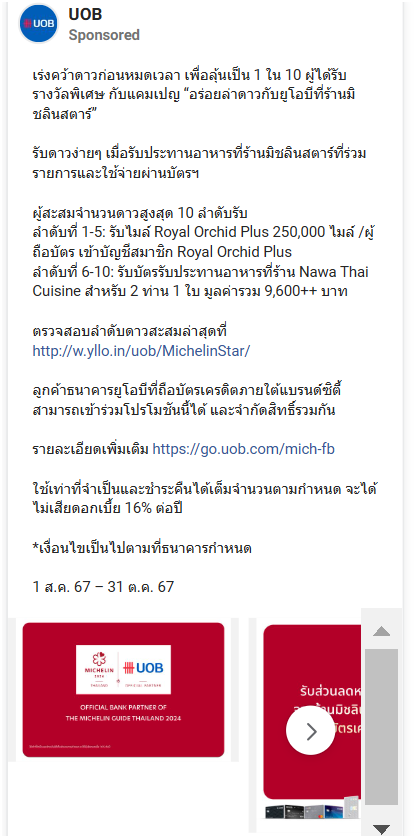 UOB
UOB
Sponsored
เร่งคว้าดาวก่อนหมดเวลา เพื่อลุ้นเป็น 1 ใน 10 ผู้ได้รับ
รางวัลพิเศษ กับแคมเปญ “อร่อยล่าดาวกับยูโอบีที่ร้านมิ
ชลินสตาร์”
รับดาวง่ายๆ เมื่อรับประทานอาหารที่ร้านมิชลินสตาร์ที่ร่วม
รายการและใช้จ่ายผ่านบัตรฯ
ผู้สะสมจำนวนดาวสูงสุด 10 ลำดับรับ
ลำดับที่ 1-5: รับไมล์ Royal Orchid Plus 250,000 ไมล์ /ผู้
ถือบัตร เข้าบัญชีสมาชิก Royal Orchid Plus
ลำดับที่ 6-10: รับบัตรรับประทานอาหารที่ร้าน Nawa Thai
Cuisine สำหรับ 2 ท่าน 1 ใบ มูลค่ารวม 9,600++ บาท
ตรวจสอบลำดับดาวสะสมล่าสุดที่
http://w.yllo.in/uob/MichelinStar/
ลูกค้าธนาคารยูโอบีที่ถือบัตรเครดิตภายใต้แบรนด์ซิตี้
สามารถเข้าร่วมโปรโมชันนี้ได้ และจำกัดสิทธิ์รวมกัน
รายละเอียดเพิ่มเติม https://go.uob.com/mich-fb
ใช้เท่าที่จำเป็นและชำระคืนได้เต็มจำนวนตามกำหนด จะได้
ไม่เสียดอกเบี้ย 16% ต่อปี
*เงื่อนไขเป็นไปตามที่ธนาคารกำหนด
1 ส.ค. 67 – 31 ต.ค. 67
MICHELIN
2024
UOB
OFFICIAL BANK PARTNER OF
THE MICHELIN GUIDE THAILAND 2024
รับส่วนลดห